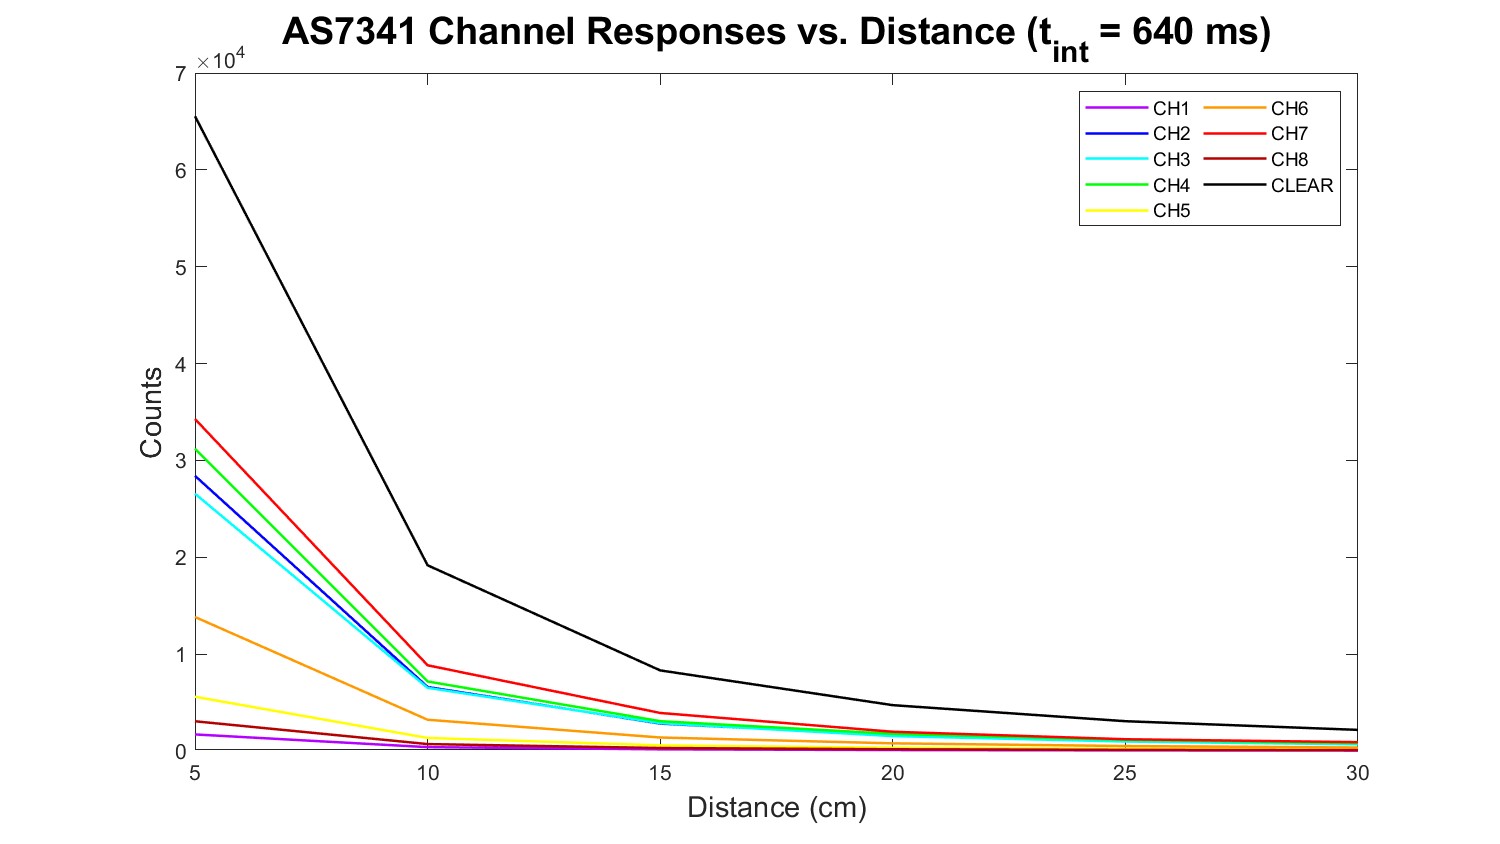 AS7341 Channel Responses vs. Distance (t_int = 640 ms)
×10^4
7
6
5
4
3
2
1
0
Counts
5 10 15 20 25 30
Distance (cm)
CH1 CH6
CH2 CH7
CH3 CH8
CH4 CLEAR
CH5